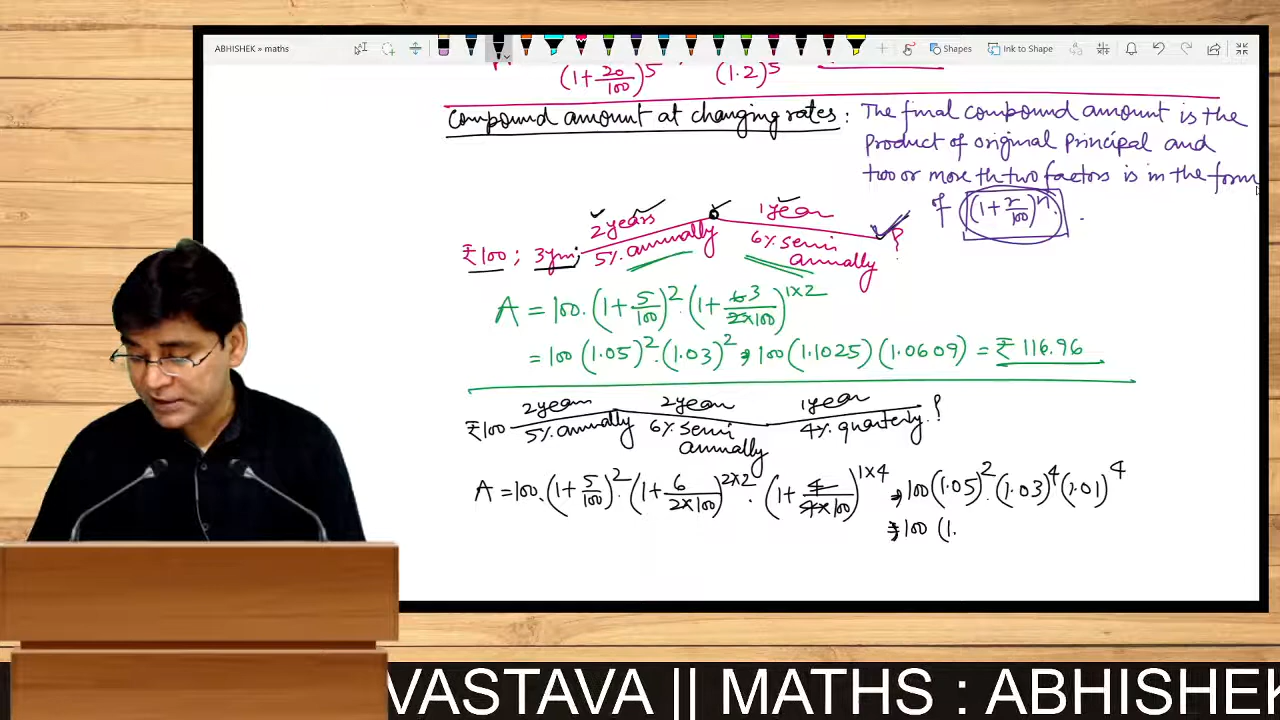 ABHISHEK » maths
Shapes
Ink to Shape
(1+20/100)^5
(1.2)^5
Compound amount at changing rates : The final compound amount is the
product of original principal and
too or more th two factors is in the form
of (1+r/100)^n.
2 years 1 year
₹100 ; 5% annually 6% semi annually ?
A = 100. (1+5/100)^2 . (1+6 3/2×100)^1×2
= 100 (1.05)^2 . (1.03)^2 , 100 (1.1025) (1.0609) = ₹ 116.96
2 year 2 year 1 year
₹100 5% annually 6% semi annually 4% quarterly ?
A = 100. (1+5/100)^2 . (1+6/2×100)^2×2 . (1+4/4×100)^1×4 , 100 (1.05)^2 . (1.03)^4 (1.01)^4
, 100 (1.
VASTAVA || MATHS : ABHISHEK